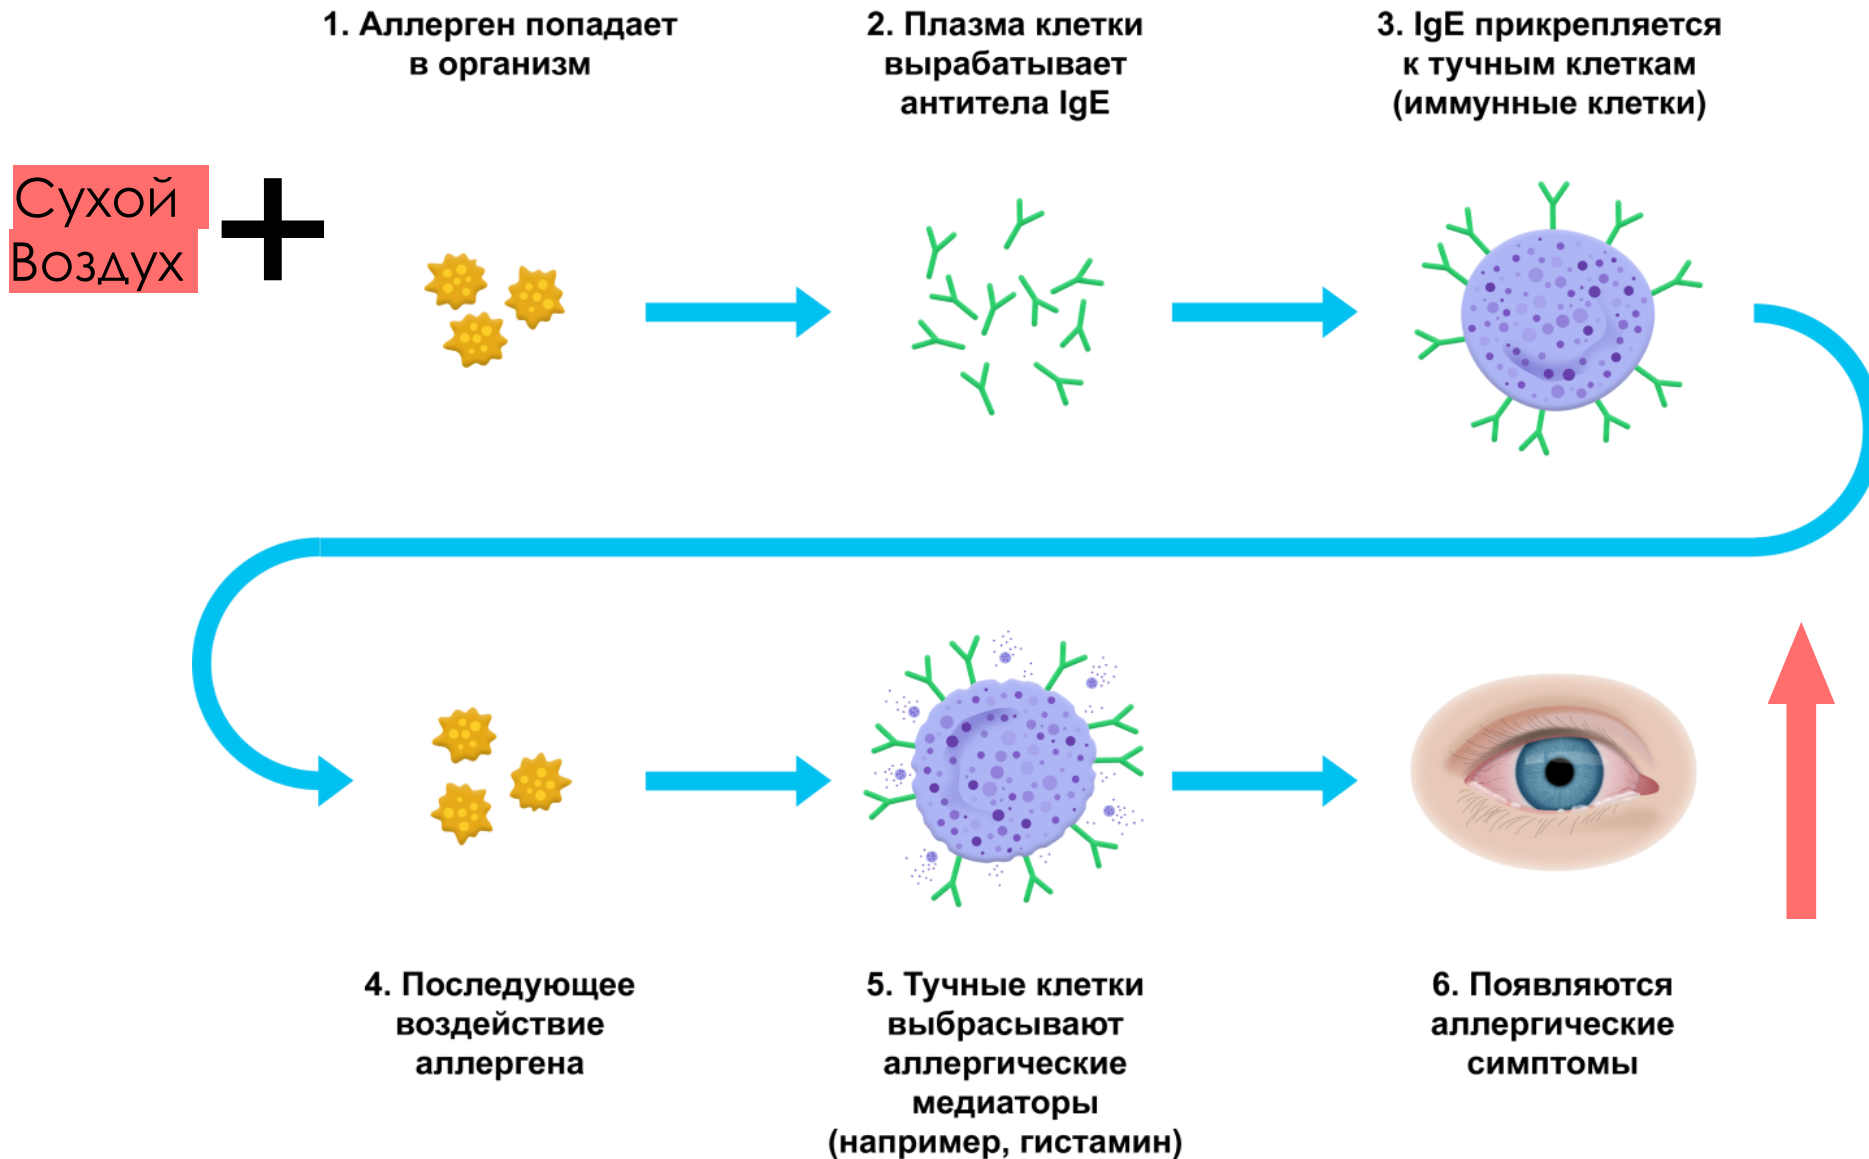 1. Аллерген попадает
в организм
2. Плазма клетки
вырабатывает
антитела IgE
3. IgE прикрепляется
к тучным клеткам
(иммунные клетки)
Сухой
Воздух
+
4. Последующее
воздействие
аллергена
5. Тучные клетки
выбрасывают
аллергические
медиаторы
(например, гистамин)
6. Появляются
аллергические
симптомы